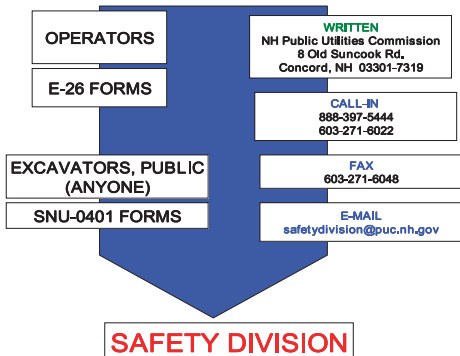 OPERATORS
E-26 FORMS
EXCAVATORS, PUBLIC
(ANYONE)
SNU-0401 FORMS
WRITTEN
NH Public Utilities Commission
8 Old Suncook Rd.
Concord, NH  03301-7319
CALL-IN
888-397-5444
603-271-6022
FAX
603-271-6048
E-MAIL
safetydivision@puc.nh.gov
SAFETY DIVISION